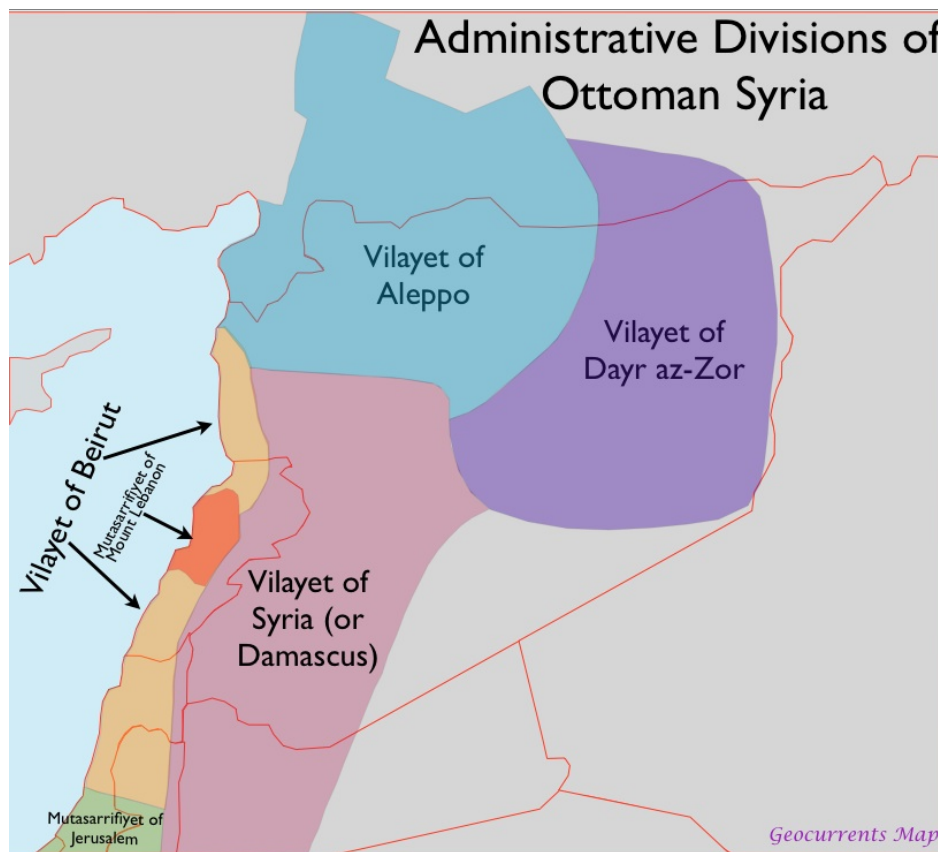 Administrative Divisions of
Ottoman Syria
Vilayet of
Aleppo
Vilayet of
Dayr az-Zor
Vilayet of Beirut
Mutasarrifiyet of
Mount Lebanon
Vilayet of
Syria (or
Damascus)
Mutasarrifiyet of
Jerusalem
Geocurrents Map